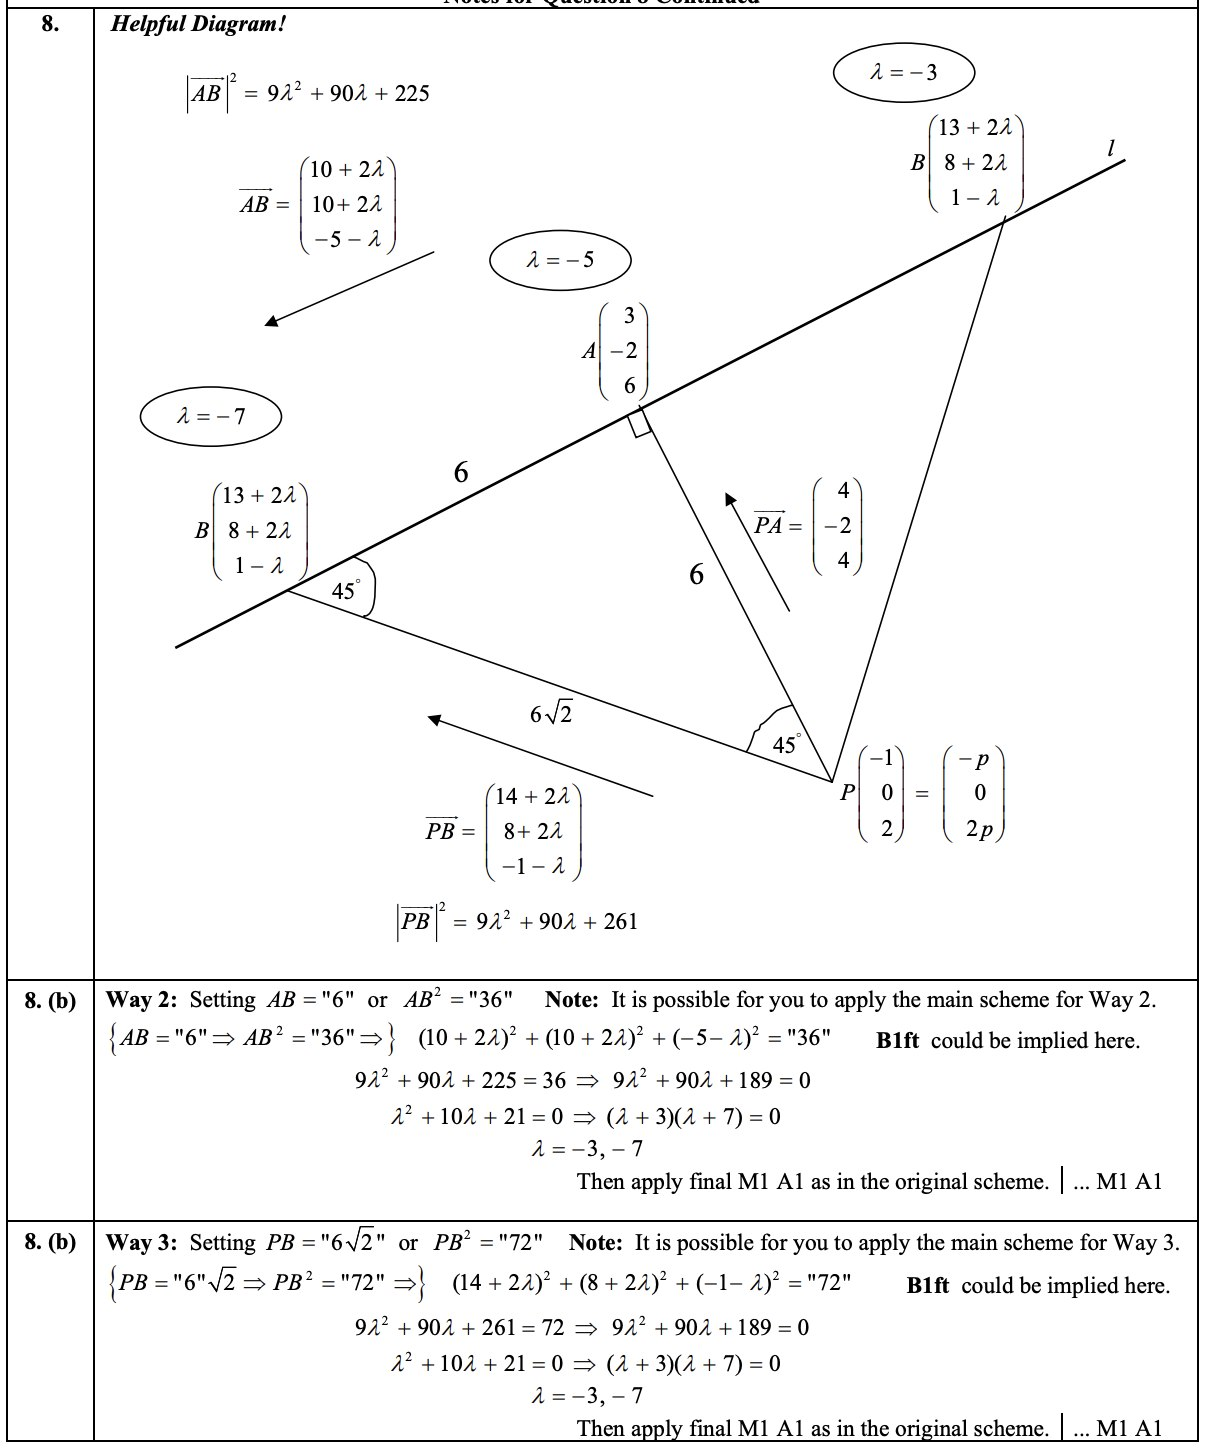 Notes for Question 8 Continued
8. Helpful Diagram!
λ = −3
|AB⃗|² = 9λ² + 90λ + 225
B (13 + 2λ, 8 + 2λ, 1 − λ)
l
AB⃗ = (10 + 2λ, 10+ 2λ, −5 − λ)
λ = −5
A (3, −2, 6)
λ = −7
6
B (13 + 2λ, 8 + 2λ, 1 − λ)
PA⃗ = (4, −2, 4)
6
45°
6√2
45°
P (−1, 0, 2) = (−p, 0, 2p)
PB⃗ = (14 + 2λ, 8+ 2λ, −1 − λ)
|PB⃗|² = 9λ² + 90λ + 261
8. (b) Way 2: Setting AB = "6" or AB² = "36" Note: It is possible for you to apply the main scheme for Way 2.
{AB = "6" ⇒ AB² = "36" ⇒} (10 + 2λ)² + (10 + 2λ)² + (−5− λ)² = "36" B1ft could be implied here.
9λ² + 90λ + 225 = 36 ⇒ 9λ² + 90λ + 189 = 0
λ² + 10λ + 21 = 0 ⇒ (λ + 3)(λ + 7) = 0
λ = −3, − 7
Then apply final M1 A1 as in the original scheme. | ... M1 A1
8. (b) Way 3: Setting PB = "6√2" or PB² = "72" Note: It is possible for you to apply the main scheme for Way 3.
{PB = "6"√2 ⇒ PB² = "72" ⇒} (14 + 2λ)² + (8 + 2λ)² + (−1− λ)² = "72" B1ft could be implied here.
9λ² + 90λ + 261 = 72 ⇒ 9λ² + 90λ + 189 = 0
λ² + 10λ + 21 = 0 ⇒ (λ + 3)(λ + 7) = 0
λ = −3, − 7
Then apply final M1 A1 as in the original scheme. | ... M1 A1